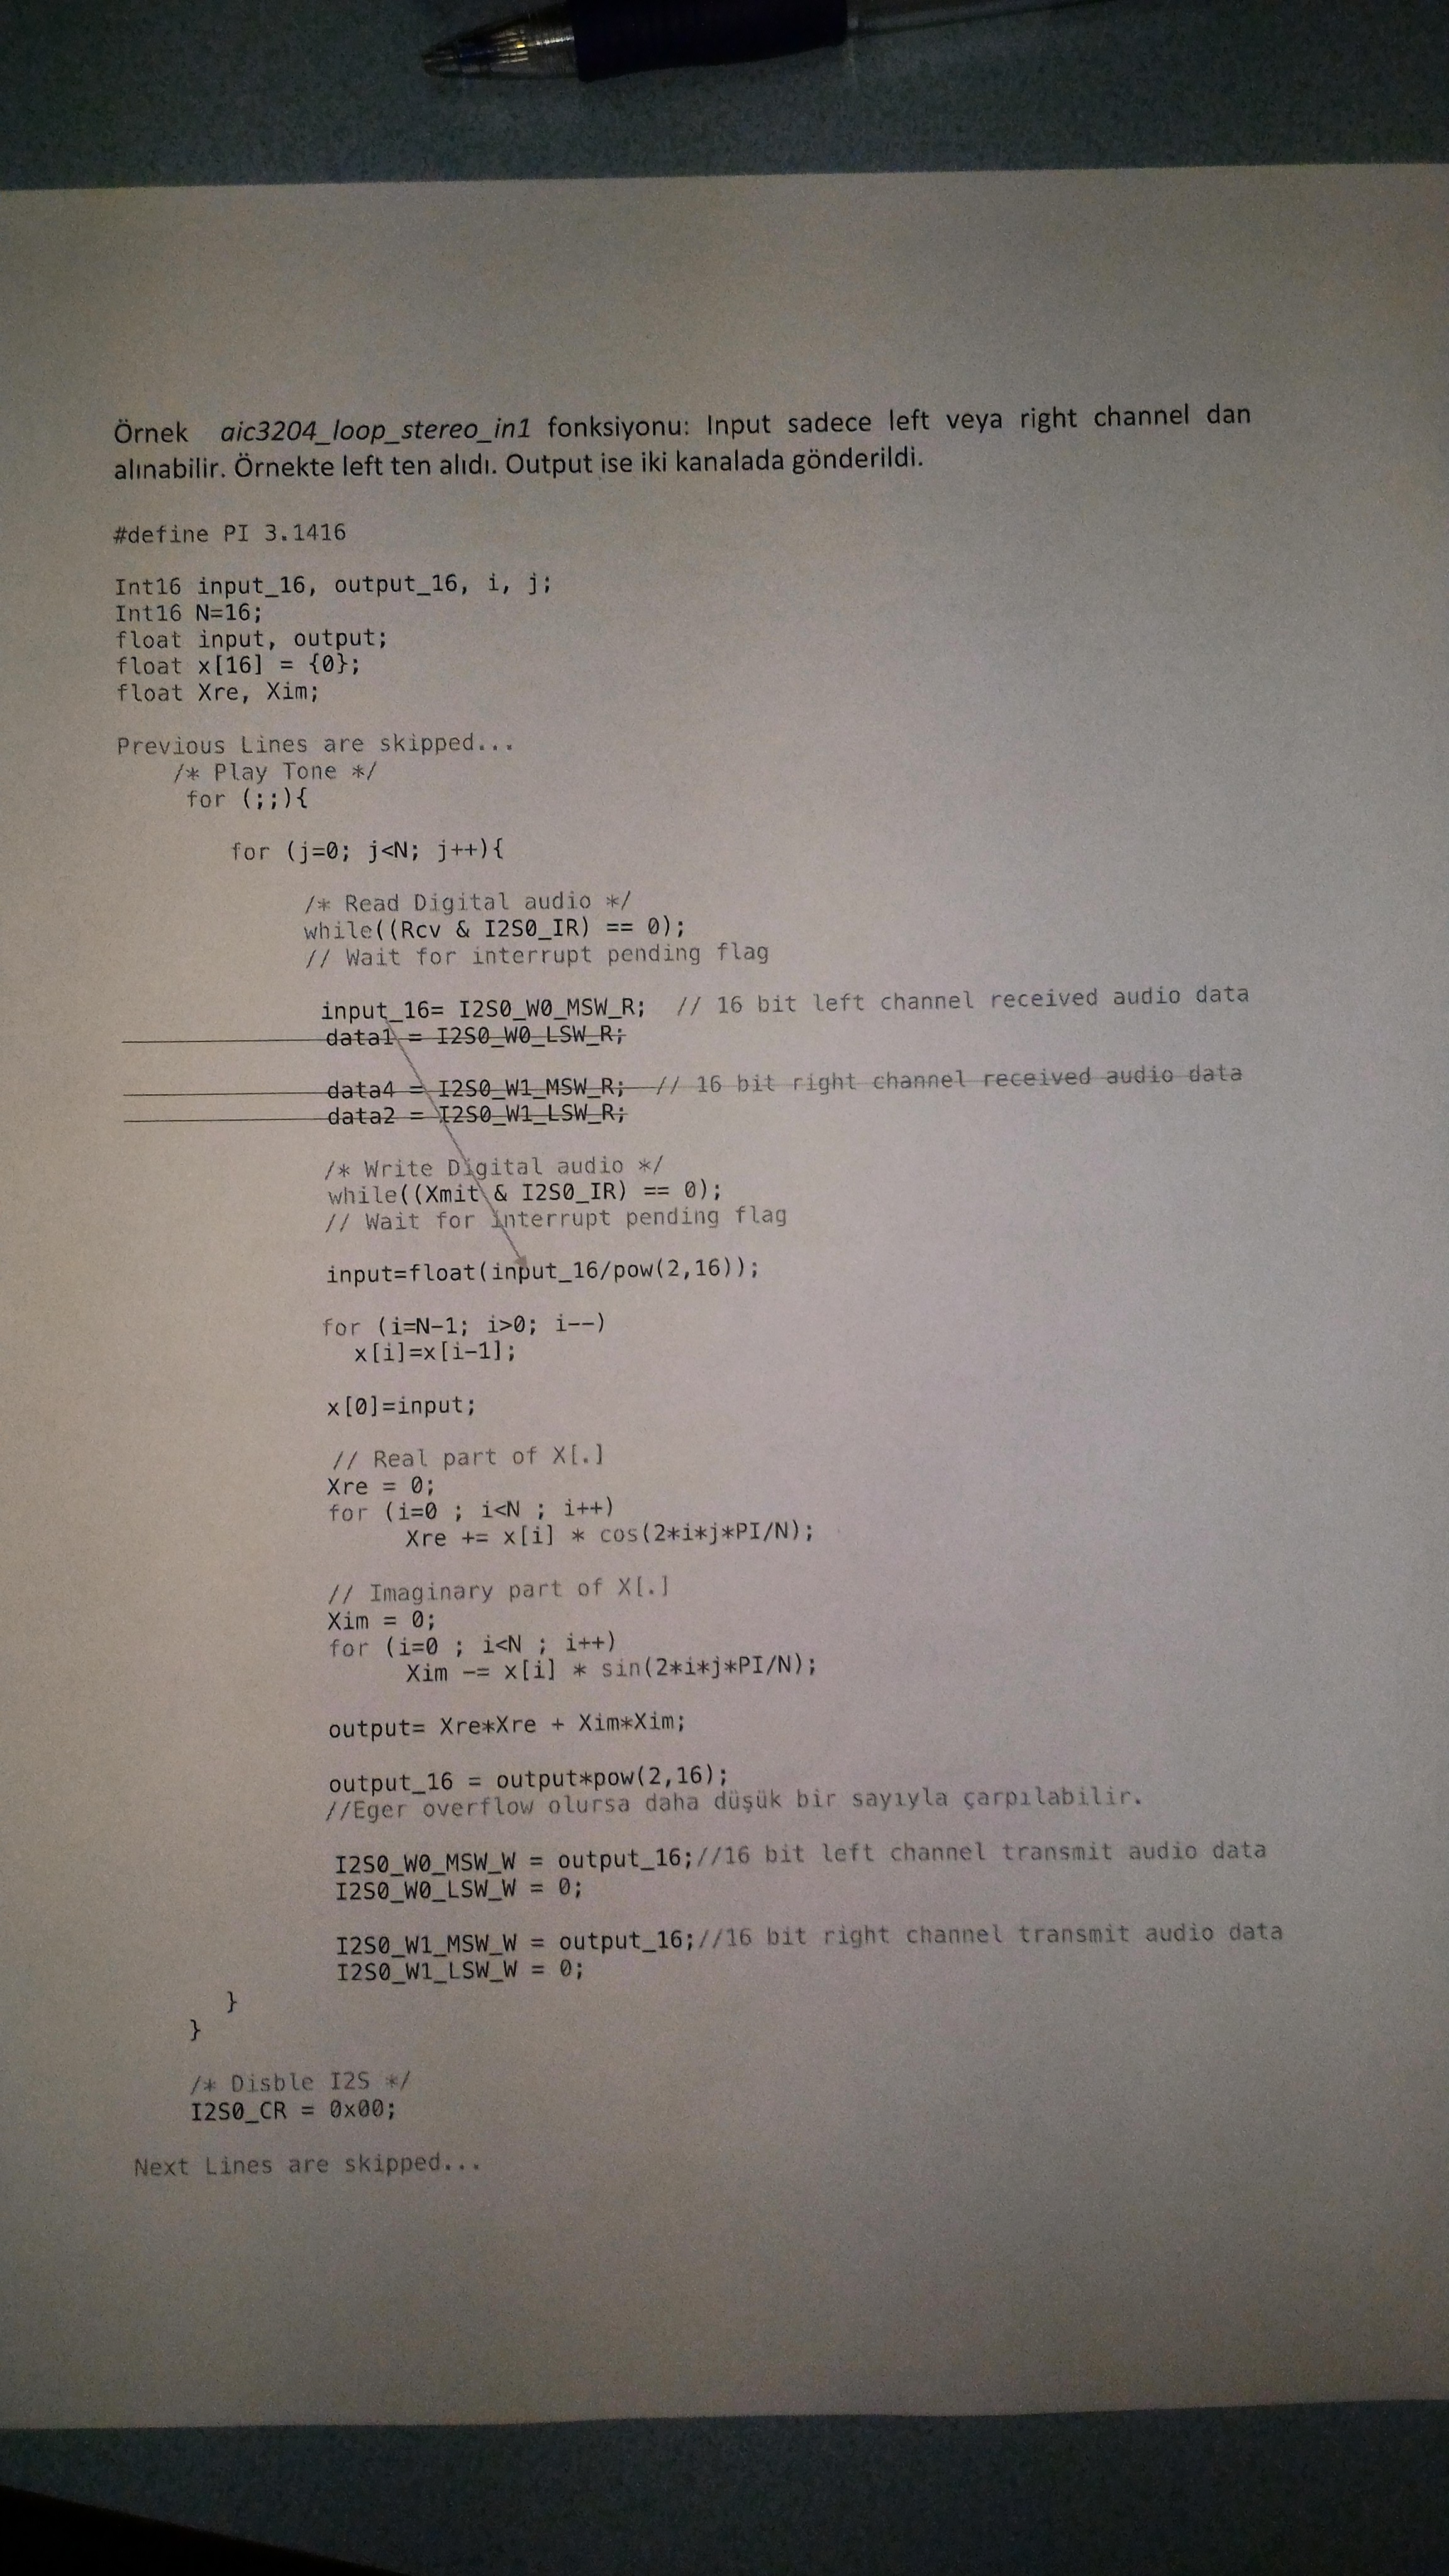 Örnek aic3204_loop_stereo_in1 fonksiyonu: Input sadece left veya right channel dan
alınabilir. Örnekte left ten alıdı. Output ise iki kanalada gönderildi.
#define PI 3.1416
Int16 input_16, output_16, i, j;
Int16 N=16;
float input, output;
float x[16] = {0};
float Xre, Xim;
Previous Lines are skipped...
/* Play Tone */
for (;;){
for (j=0; j<N; j++){
/* Read Digital audio */
while((Rcv & I2S0_IR) == 0);
// Wait for interrupt pending flag
input_16= I2S0_W0_MSW_R; // 16 bit left channel received audio data
data1 = I2S0_W0_LSW_R;
data4 = I2S0_W1_MSW_R; // 16 bit right channel received audio data
data2 = I2S0_W1_LSW_R;
/* Write Digital audio */
while((Xmit & I2S0_IR) == 0);
// Wait for interrupt pending flag
input=float(input_16/pow(2,16));
for (i=N-1; i>0; i--)
x[i]=x[i-1];
x[0]=input;
// Real part of X[.]
Xre = 0;
for (i=0 ; i<N ; i++)
Xre += x[i] * cos(2*i*j*PI/N);
// Imaginary part of X[.]
Xim = 0;
for (i=0 ; i<N ; i++)
Xim -= x[i] * sin(2*i*j*PI/N);
output= Xre*Xre + Xim*Xim;
output_16 = output*pow(2,16);
//Eger overflow olursa daha düşük bir sayıyla çarpılabilir.
I2S0_W0_MSW_W = output_16;//16 bit left channel transmit audio data
I2S0_W0_LSW_W = 0;
I2S0_W1_MSW_W = output_16;//16 bit right channel transmit audio data
I2S0_W1_LSW_W = 0;
}
}
/* Disble I2S */
I2S0_CR = 0x00;
Next Lines are skipped...